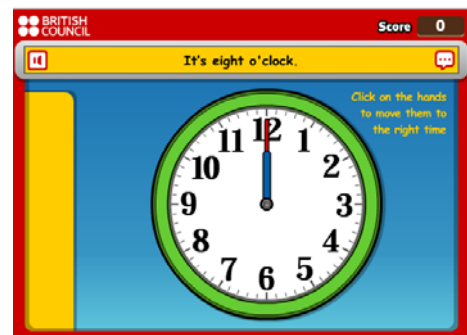 BRITISH
COUNCIL
Score 0
It's eight o'clock.
Click on the hands
to move them to
the right time
12
1
2
3
4
5
6
7
8
9
10
11